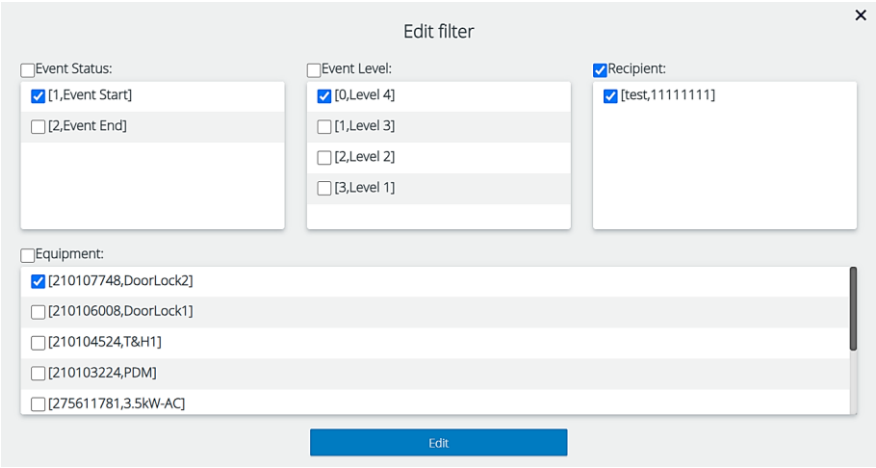 Edit filter
Event Status:
[1,Event Start]
[2,Event End]
Event Level:
[0,Level 4]
[1,Level 3]
[2,Level 2]
[3,Level 1]
Recipient:
[test,11111111]
Equipment:
[210107748,DoorLock2]
[210106008,DoorLock1]
[210104524,T&H1]
[210103224,PDM]
[275611781,3.5kW-AC]
Edit